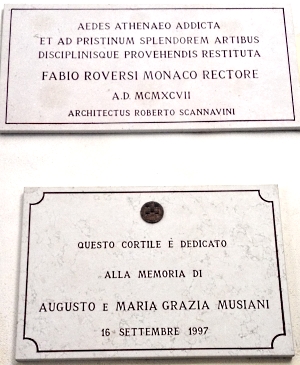 AEDES ATHENAEO ADDICTA
ET AD PRISTINUM SPLENDOREM ARTIBUS
DISCIPLINISQUE PROVEHENDIS RESTITUTA
FABIO ROVERSI MONACO RECTORE
A.D. MCMXCVII
ARCHITECTUS ROBERTO SCANNAVINI
QUESTO CORTILE È DEDICATO
ALLA MEMORIA DI
AUGUSTO E MARIA GRAZIA MUSIANI
16 SETTEMBRE 1997